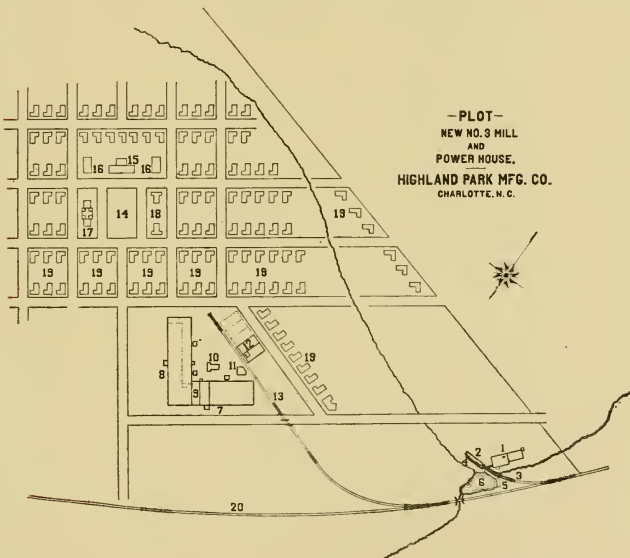 -PLOT-
NEW NO. 3 MILL
AND
POWER HOUSE,
HIGHLAND PARK MFG. CO.
CHARLOTTE, N.C.
16 15 16
17 14 18 19
19 19 19 19 19
12
8 10 11 19
9 13
7
2 1
6 5 3
20